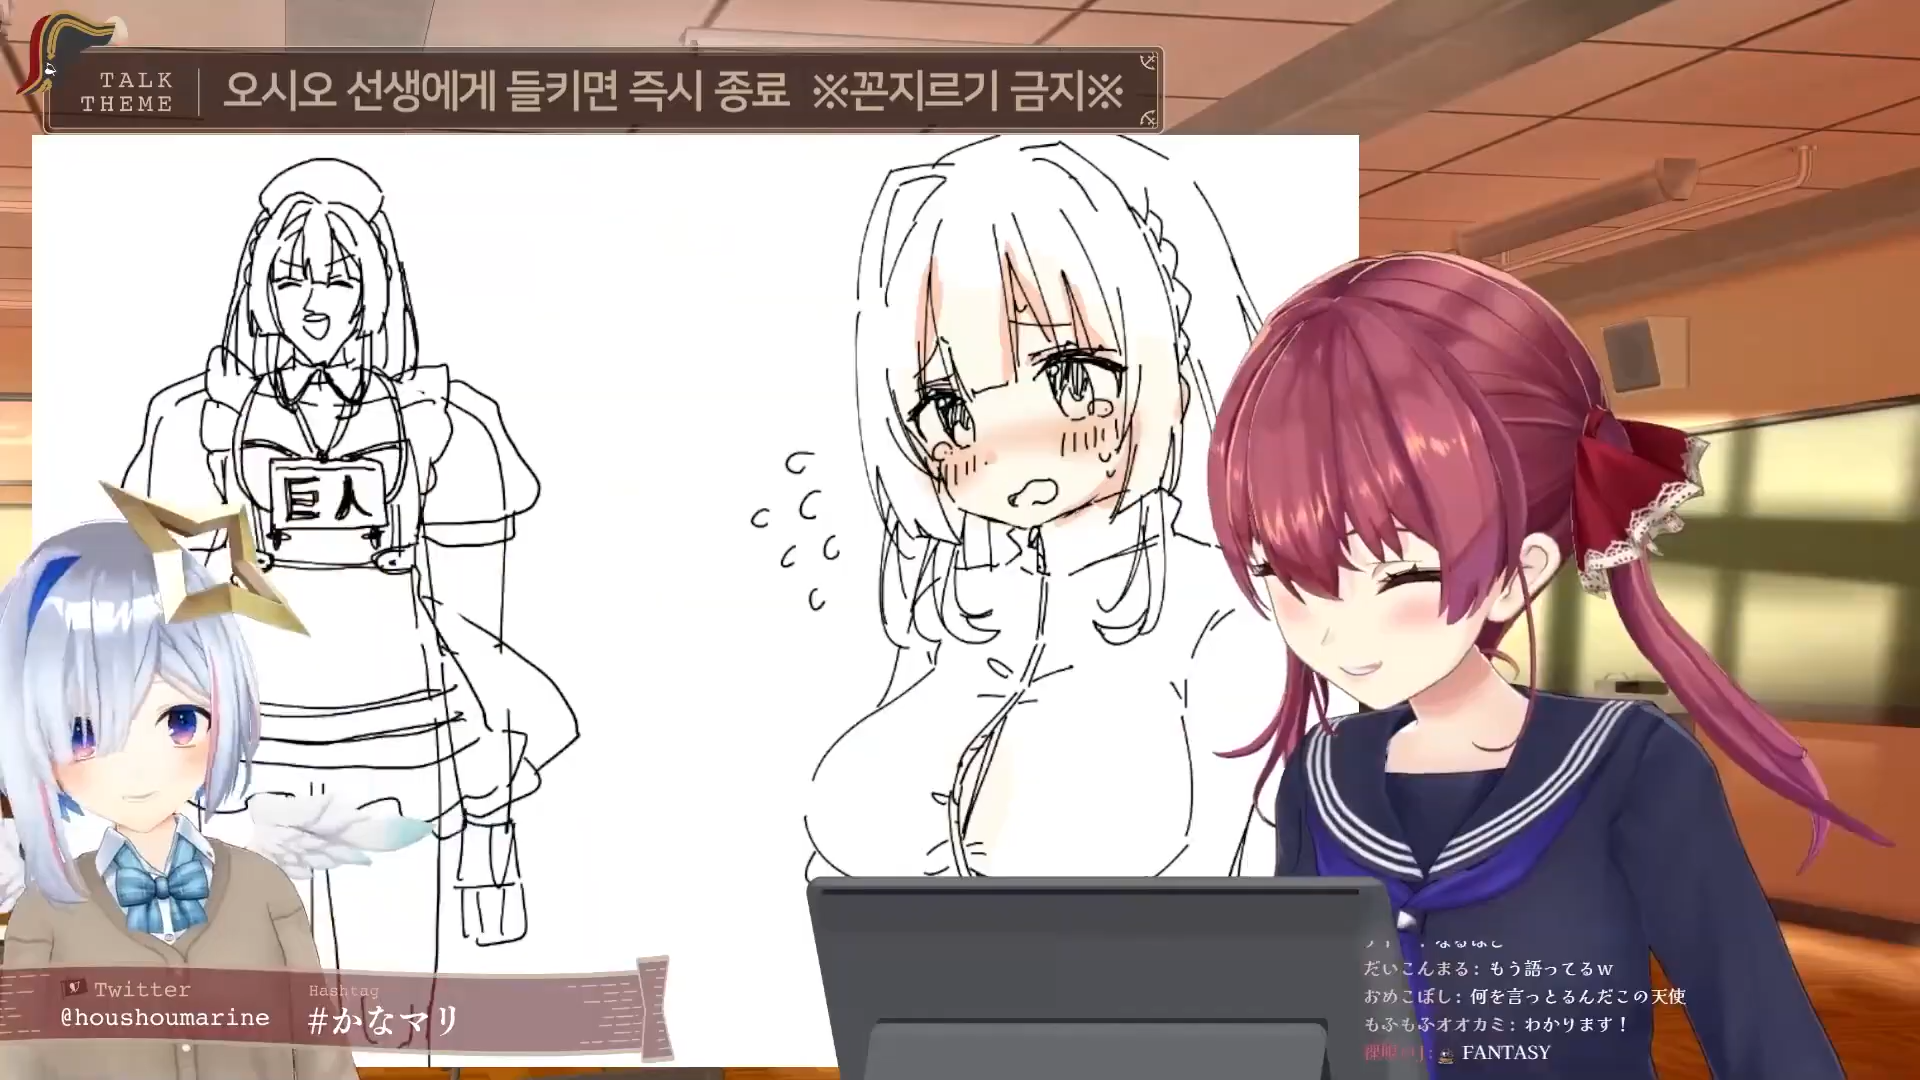 TALK
THEME
오시오 선생에게 들키면 즉시 종료 ※꼰지르기 금지※
巨人
Twitter
@houshoumarine
Hashtag
#かなマリ
だいこんまる: もう語ってるw
おめこぼし: 何を言っとるんだこの天使
もふもふオオカミ: わかります!
FANTASY